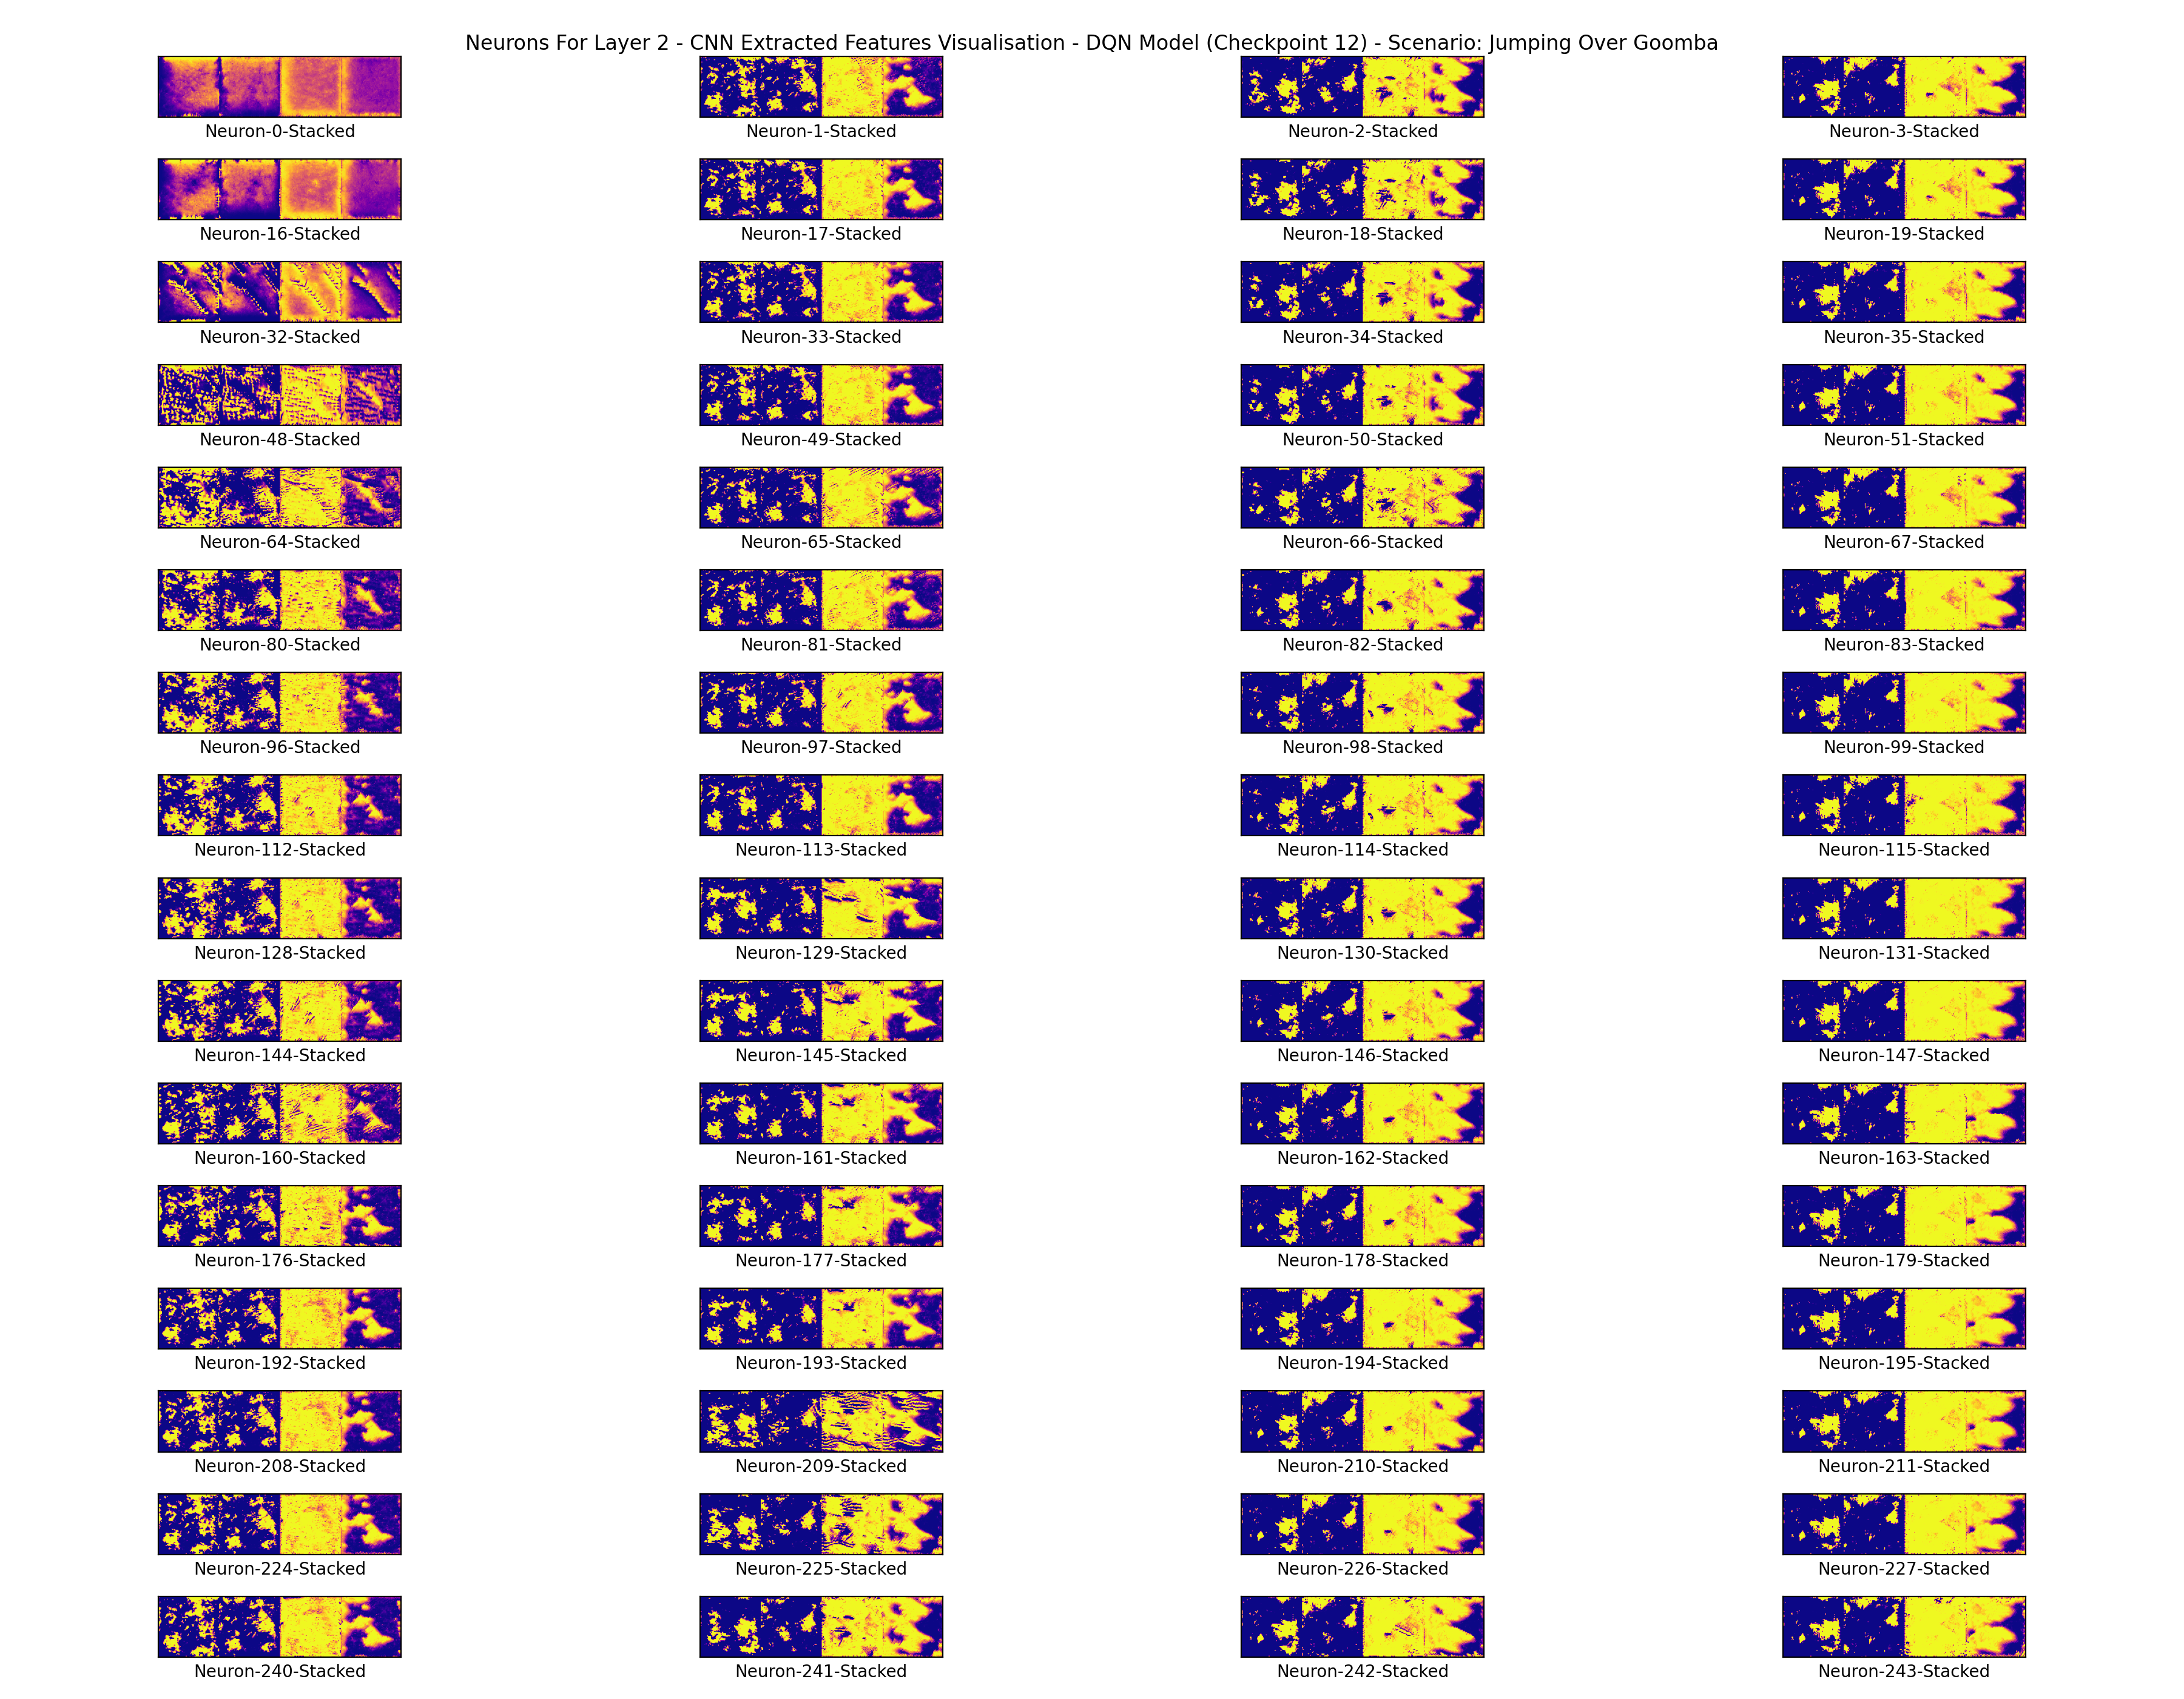 Neurons For Layer 2 - CNN Extracted Features Visualisation - DQN Model (Checkpoint 12) - Scenario: Jumping Over Goomba
Neuron-0-Stacked Neuron-1-Stacked Neuron-2-Stacked Neuron-3-Stacked
Neuron-16-Stacked Neuron-17-Stacked Neuron-18-Stacked Neuron-19-Stacked
Neuron-32-Stacked Neuron-33-Stacked Neuron-34-Stacked Neuron-35-Stacked
Neuron-48-Stacked Neuron-49-Stacked Neuron-50-Stacked Neuron-51-Stacked
Neuron-64-Stacked Neuron-65-Stacked Neuron-66-Stacked Neuron-67-Stacked
Neuron-80-Stacked Neuron-81-Stacked Neuron-82-Stacked Neuron-83-Stacked
Neuron-96-Stacked Neuron-97-Stacked Neuron-98-Stacked Neuron-99-Stacked
Neuron-112-Stacked Neuron-113-Stacked Neuron-114-Stacked Neuron-115-Stacked
Neuron-128-Stacked Neuron-129-Stacked Neuron-130-Stacked Neuron-131-Stacked
Neuron-144-Stacked Neuron-145-Stacked Neuron-146-Stacked Neuron-147-Stacked
Neuron-160-Stacked Neuron-161-Stacked Neuron-162-Stacked Neuron-163-Stacked
Neuron-176-Stacked Neuron-177-Stacked Neuron-178-Stacked Neuron-179-Stacked
Neuron-192-Stacked Neuron-193-Stacked Neuron-194-Stacked Neuron-195-Stacked
Neuron-208-Stacked Neuron-209-Stacked Neuron-210-Stacked Neuron-211-Stacked
Neuron-224-Stacked Neuron-225-Stacked Neuron-226-Stacked Neuron-227-Stacked
Neuron-240-Stacked Neuron-241-Stacked Neuron-242-Stacked Neuron-243-Stacked